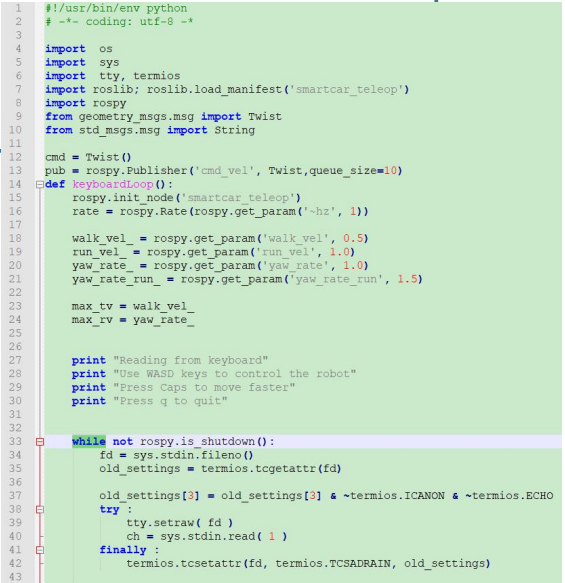 1 #!/usr/bin/env python
2 # -*- coding: utf-8 -*
3
4 import  os
5 import  sys
6 import  tty, termios
7 import roslib; roslib.load_manifest('smartcar_teleop')
8 import rospy
9 from geometry_msgs.msg import Twist
10 from std_msgs.msg import String
11
12 cmd = Twist()
13 pub = rospy.Publisher('cmd_vel', Twist,queue_size=10)
14 def keyboardLoop():
15     rospy.init_node('smartcar_teleop')
16     rate = rospy.Rate(rospy.get_param('~hz', 1))
17
18     walk_vel_ = rospy.get_param('walk_vel', 0.5)
19     run_vel_ = rospy.get_param('run_vel', 1.0)
20     yaw_rate_ = rospy.get_param('yaw_rate', 1.0)
21     yaw_rate_run_ = rospy.get_param('yaw_rate_run', 1.5)
22
23     max_tv = walk_vel_
24     max_rv = yaw_rate_
25
26
27     print "Reading from keyboard"
28     print "Use WASD keys to control the robot"
29     print "Press Caps to move faster"
30     print "Press q to quit"
31
32
33     while not rospy.is_shutdown():
34         fd = sys.stdin.fileno()
35         old_settings = termios.tcgetattr(fd)
36
37         old_settings[3] = old_settings[3] & ~termios.ICANON & ~termios.ECHO
38         try :
39             tty.setraw( fd )
40             ch = sys.stdin.read( 1 )
41         finally :
42             termios.tcsetattr(fd, termios.TCSADRAIN, old_settings)
43